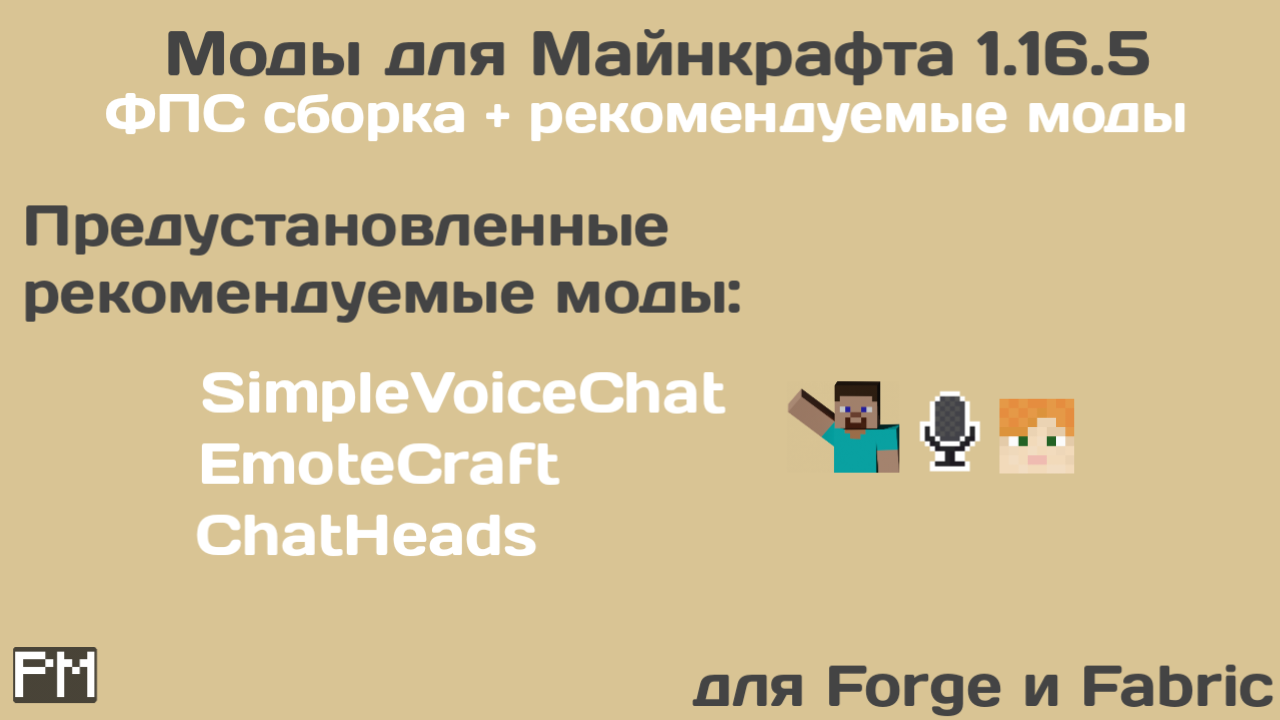 Моды для Майнкрафта 1.16.5
ФПС сборка + рекомендуемые моды
Предустановленные
рекомендуемые моды:
SimpleVoiceChat
EmoteCraft
ChatHeads
FM
для Forge и Fabric